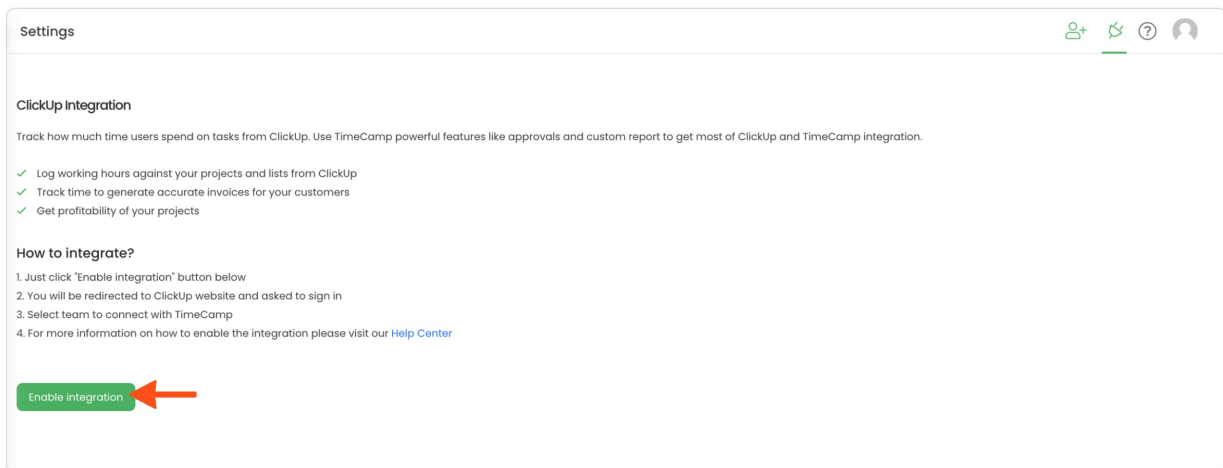 Settings
ClickUp Integration
Track how much time users spend on tasks from ClickUp. Use TimeCamp powerful features like approvals and custom report to get most of ClickUp and TimeCamp integration.
Log working hours against your projects and lists from ClickUp
Track time to generate accurate invoices for your customers
Get profitability of your projects
How to integrate?
1. Just click "Enable integration" button below
2. You will be redirected to ClickUp website and asked to sign in
3. Select team to connect with TimeCamp
4. For more information on how to enable the integration please visit our Help Center
Enable integration